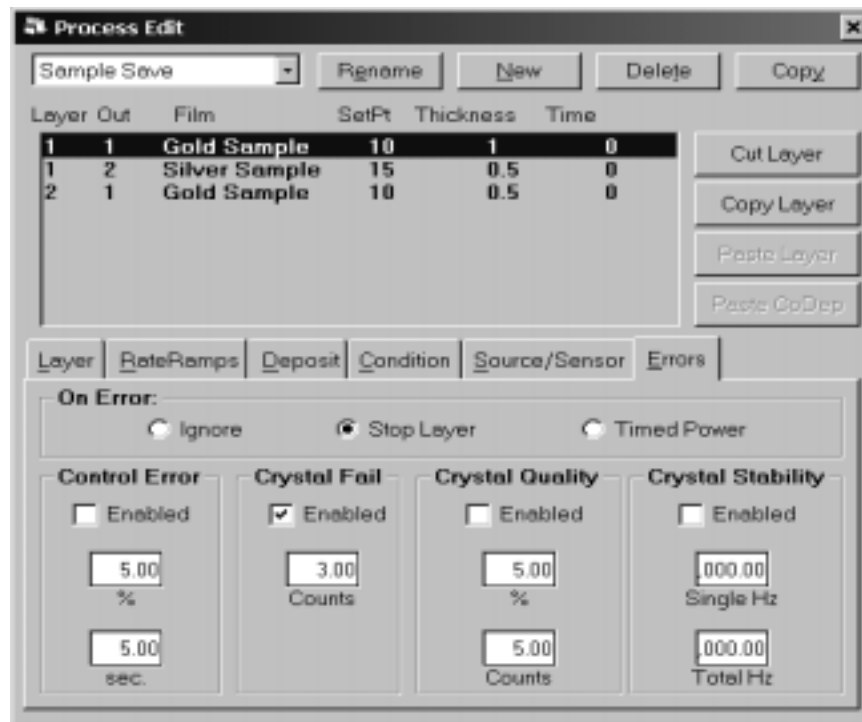 Process Edit
Sample Save Rename New Delete Copy
Layer Out Film SetPt Thickness Time
1 1 Gold Sample 10 1 0
1 2 Silver Sample 15 0.5 0
2 1 Gold Sample 10 0.5 0
Cut Layer
Copy Layer
Paste Layer
Paste CoDep
Layer RateRamps Deposit Condition Source/Sensor Errors
On Error:
Ignore Stop Layer Timed Power
Control Error Crystal Fail Crystal Quality Crystal Stability
Enabled Enabled Enabled Enabled
5.00 3.00 5.00 ,000.00
% Counts % Single Hz
5.00 5.00 ,000.00
sec. Counts Total Hz